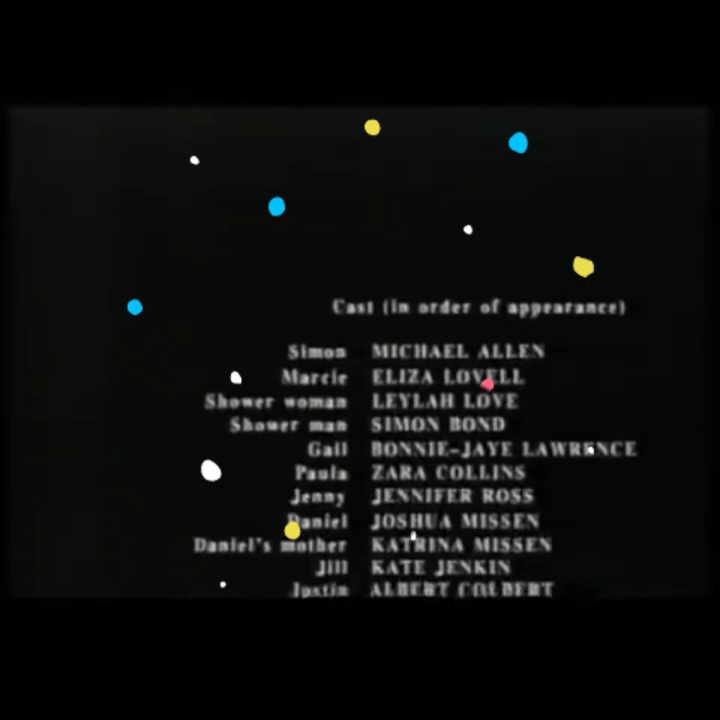 Cast (in order of appearance)
Simon MICHAEL ALLEN
Marcie ELIZA LOVELL
Shower woman LEYLAH LOVE
Shower man SIMON BOND
Gail BONNIE-JAYE LAWRENCE
Paula ZARA COLLINS
Jenny JENNIFER ROSS
Daniel JOSHUA MISSEN
Daniel's mother KATRINA MISSEN
Jill KATE JENKIN
Justin ALBERT COLBERT